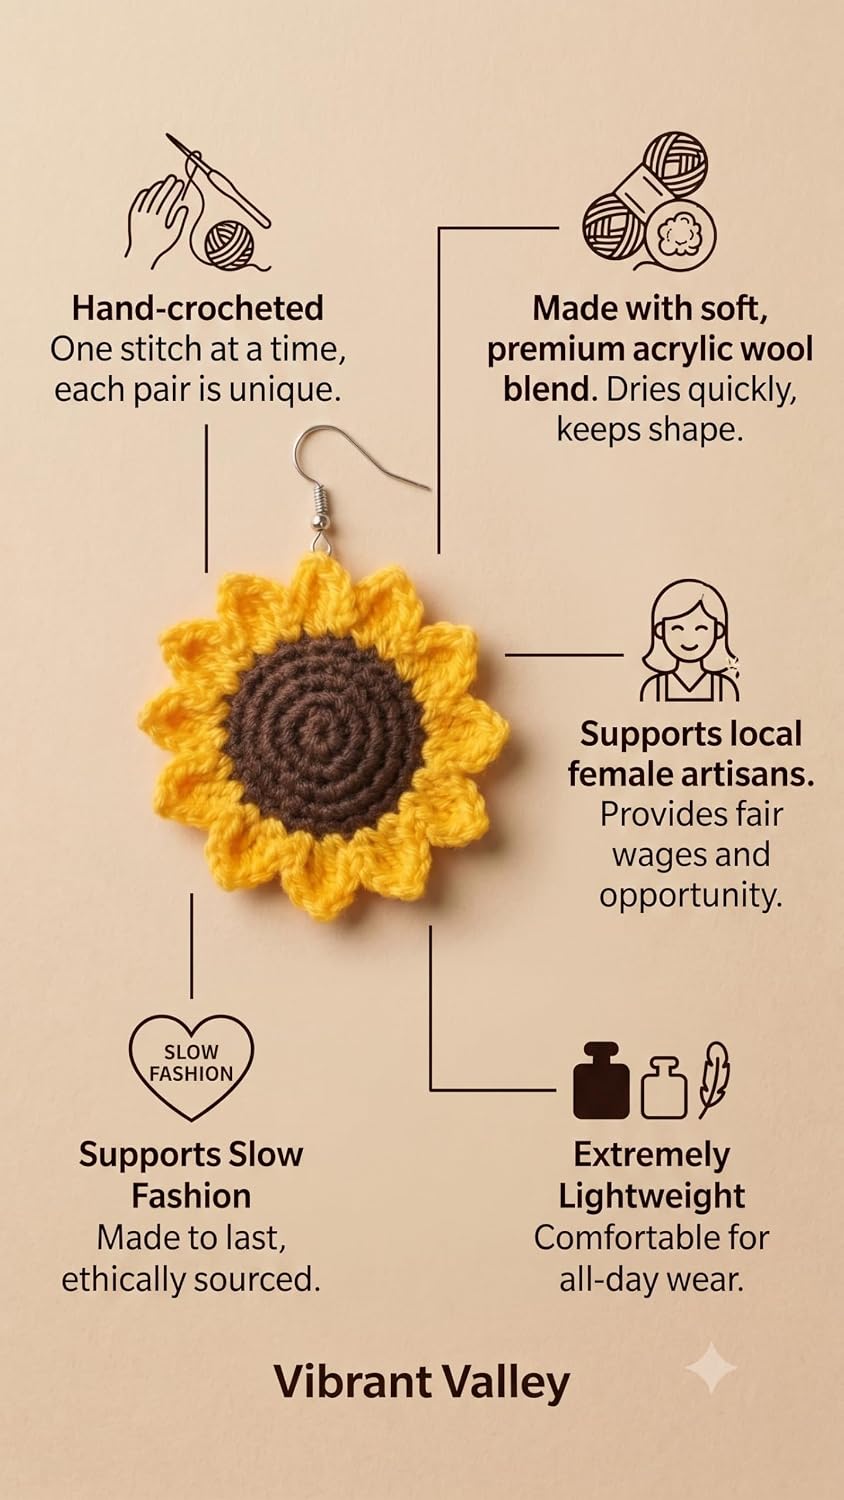 Hand-crocheted
One stitch at a time,
each pair is unique.
Made with soft,
premium acrylic wool
blend. Dries quickly,
keeps shape.
Supports local
female artisans.
Provides fair
wages and
opportunity.
SLOW
FASHION
Supports Slow
Fashion
Made to last,
ethically sourced.
Extremely
Lightweight
Comfortable for
all-day wear.
Vibrant Valley